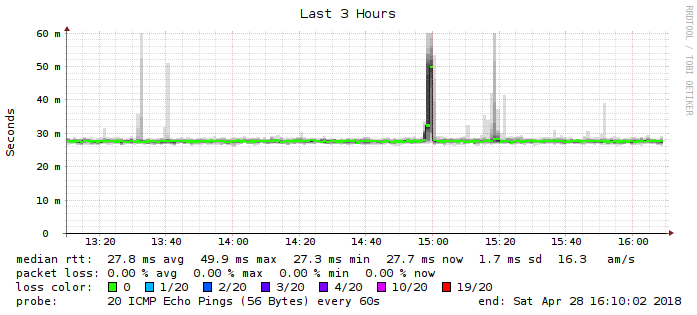 Last 3 Hours
RRDTOOL / TOBI OETIKER
Seconds
60 m
50 m
40 m
30 m
20 m
10 m
0
13:20 13:40 14:00 14:20 14:40 15:00 15:20 15:40 16:00
median rtt: 27.8 ms avg 49.9 ms max 27.3 ms min 27.7 ms now 1.7 ms sd 16.3 am/s
packet loss: 0.00 % avg 0.00 % max 0.00 % min 0.00 % now
loss color: 0 1/20 2/20 3/20 4/20 10/20 19/20
probe: 20 ICMP Echo Pings (56 Bytes) every 60s end: Sat Apr 28 16:10:02 2018